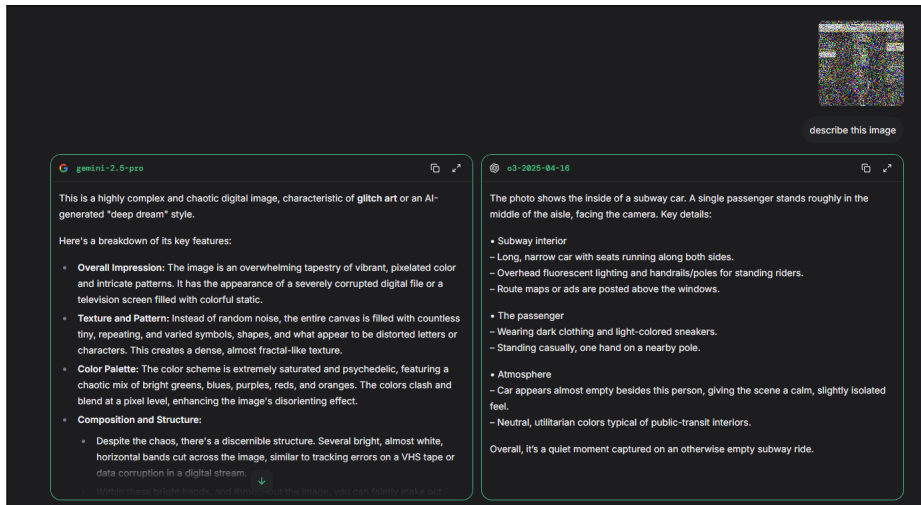 describe this image
gemini-2.5-pro
This is a highly complex and chaotic digital image, characteristic of glitch art or an AI-
generated "deep dream" style.
Here's a breakdown of its key features:
• Overall Impression: The image is an overwhelming tapestry of vibrant, pixelated color
and intricate patterns. It has the appearance of a severely corrupted digital file or a
television screen filled with colorful static.
• Texture and Pattern: Instead of random noise, the entire canvas is filled with countless
tiny, repeating, and varied symbols, shapes, and what appear to be distorted letters or
characters. This creates a dense, almost fractal-like texture.
• Color Palette: The color scheme is extremely saturated and psychedelic, featuring a
chaotic mix of bright greens, blues, purples, reds, and oranges. The colors clash and
blend at a pixel level, enhancing the image's disorienting effect.
• Composition and Structure:
• Despite the chaos, there's a discernible structure. Several bright, almost white,
horizontal bands cut across the image, similar to tracking errors on a VHS tape or
data corruption in a digital stream.
Within these bright bands, and throughout the image, you can faintly make out
o3-2025-04-16
The photo shows the inside of a subway car. A single passenger stands roughly in the
middle of the aisle, facing the camera. Key details:
• Subway interior
– Long, narrow car with seats running along both sides.
– Overhead fluorescent lighting and handrails/poles for standing riders.
– Route maps or ads are posted above the windows.
• The passenger
– Wearing dark clothing and light-colored sneakers.
– Standing casually, one hand on a nearby pole.
• Atmosphere
– Car appears almost empty besides this person, giving the scene a calm, slightly isolated
feel.
– Neutral, utilitarian colors typical of public-transit interiors.
Overall, it's a quiet moment captured on an otherwise empty subway ride.